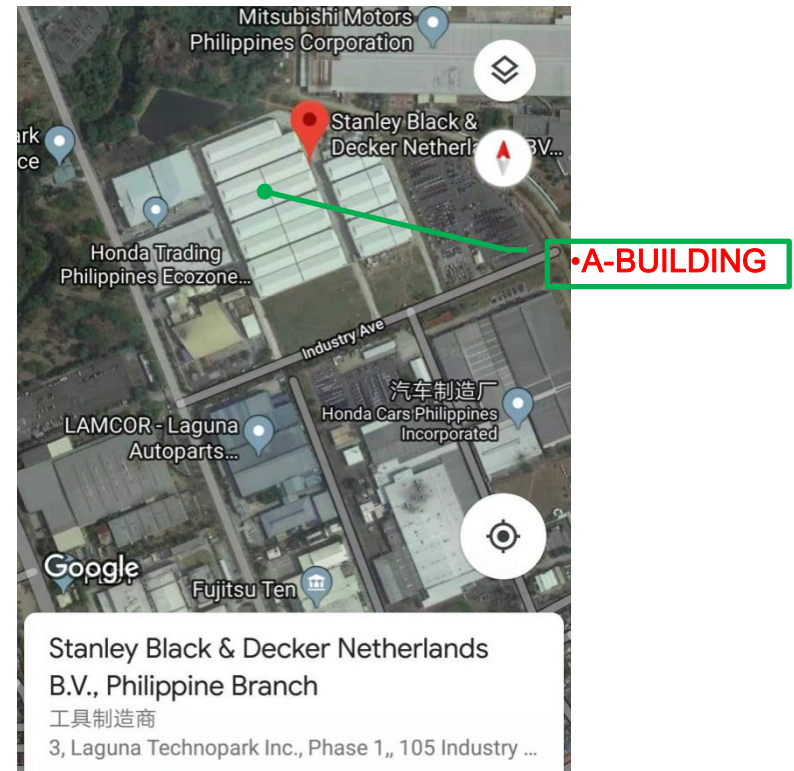 Mitsubishi Motors
Philippines Corporation
Stanley Black &
Decker Netherla BV...
ark
ce
Honda Trading
Philippines Ecozone...
•A-BUILDING
Industry Ave
汽车制造厂
Honda Cars Philippines
Incorporated
LAMCOR - Laguna
Autoparts...
Google
Fujitsu Ten
Stanley Black & Decker Netherlands
B.V., Philippine Branch
工具制造商
3, Laguna Technopark Inc., Phase 1,, 105 Industry ...